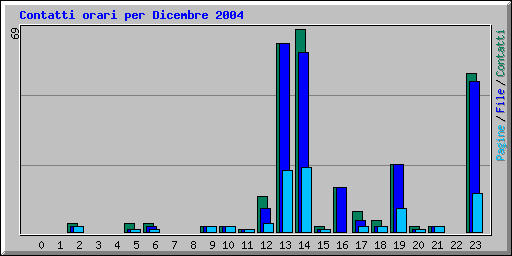 Contatti orari per Dicembre 2004
69
Pagine / File / Contatti
0 1 2 3 4 5 6 7 8 9 10 11 12 13 14 15 16 17 18 19 20 21 22 23